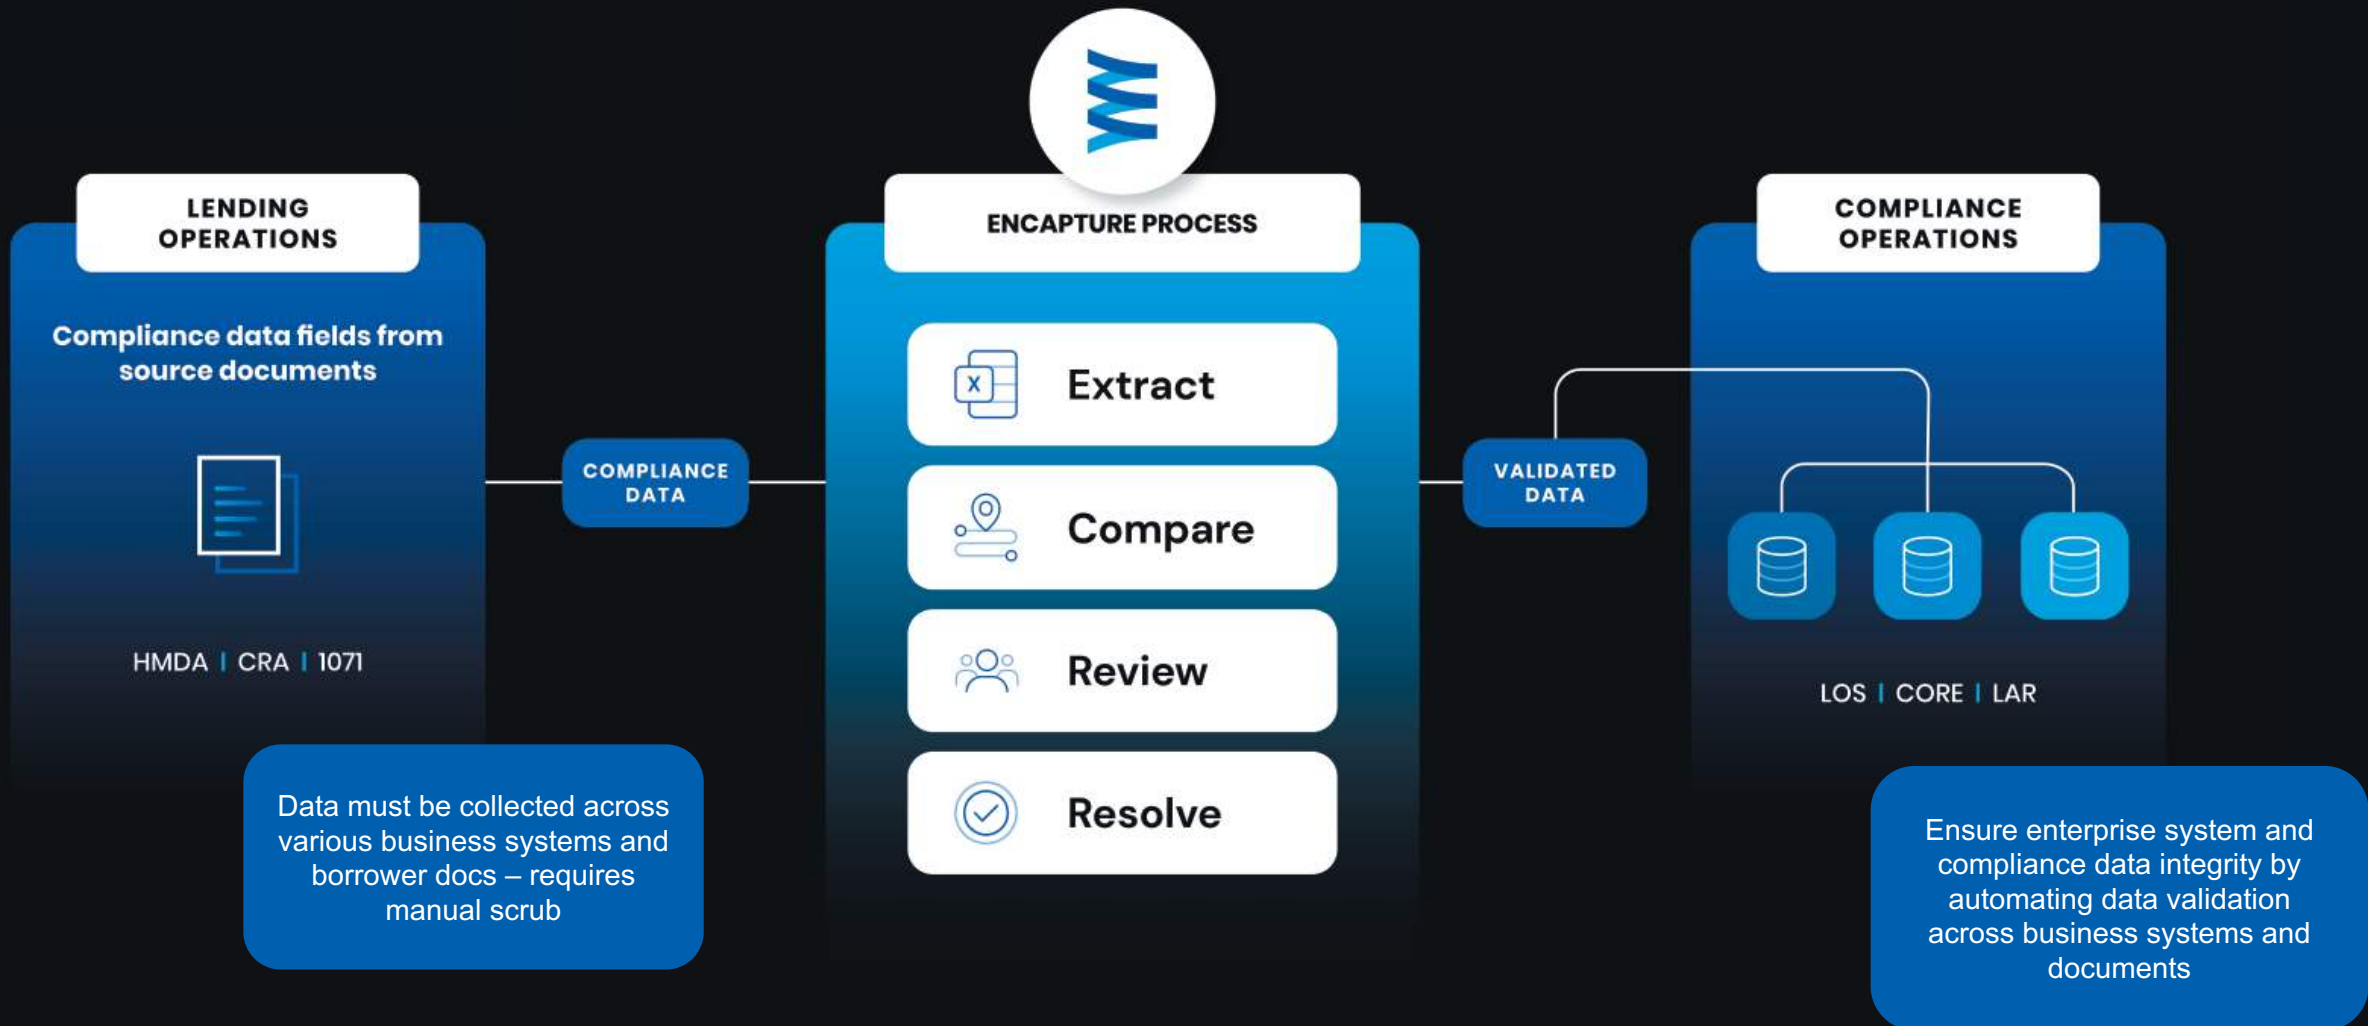 LENDING
OPERATIONS
Compliance data fields from
source documents
HMDA | CRA | 1071
Data must be collected across
various business systems and
borrower docs – requires
manual scrub
COMPLIANCE
DATA
ENCAPTURE PROCESS
X
Extract
Compare
Review
Resolve
VALIDATED
DATA
COMPLIANCE
OPERATIONS
LOS | CORE | LAR
Ensure enterprise system and
compliance data integrity by
automating data validation
across business systems and
documents